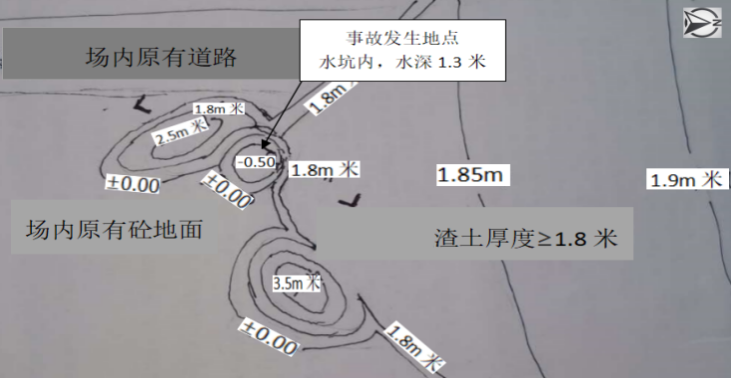 N
事故发生地点
水坑内，水深 1.3 米
场内原有道路
1.8m 米
1.8m 米
2.5m 米
-0.50
1.8m 米
±0.00
±0.00
1.85m
1.9m 米
场内原有砼地面
渣土厚度≥1.8 米
3.5m 米
±0.00
1.8m 米